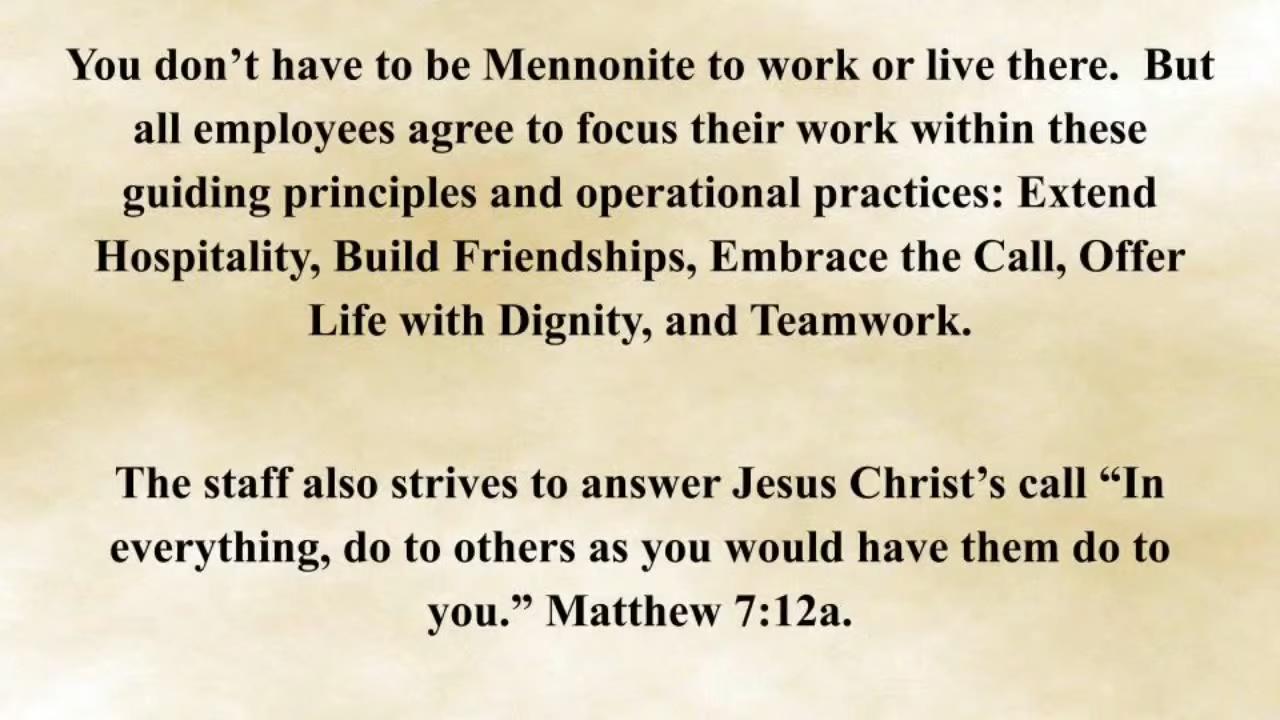 You don’t have to be Mennonite to work or live there.  But
all employees agree to focus their work within these
guiding principles and operational practices: Extend
Hospitality, Build Friendships, Embrace the Call, Offer
Life with Dignity, and Teamwork.
The staff also strives to answer Jesus Christ’s call “In
everything, do to others as you would have them do to
you.” Matthew 7:12a.